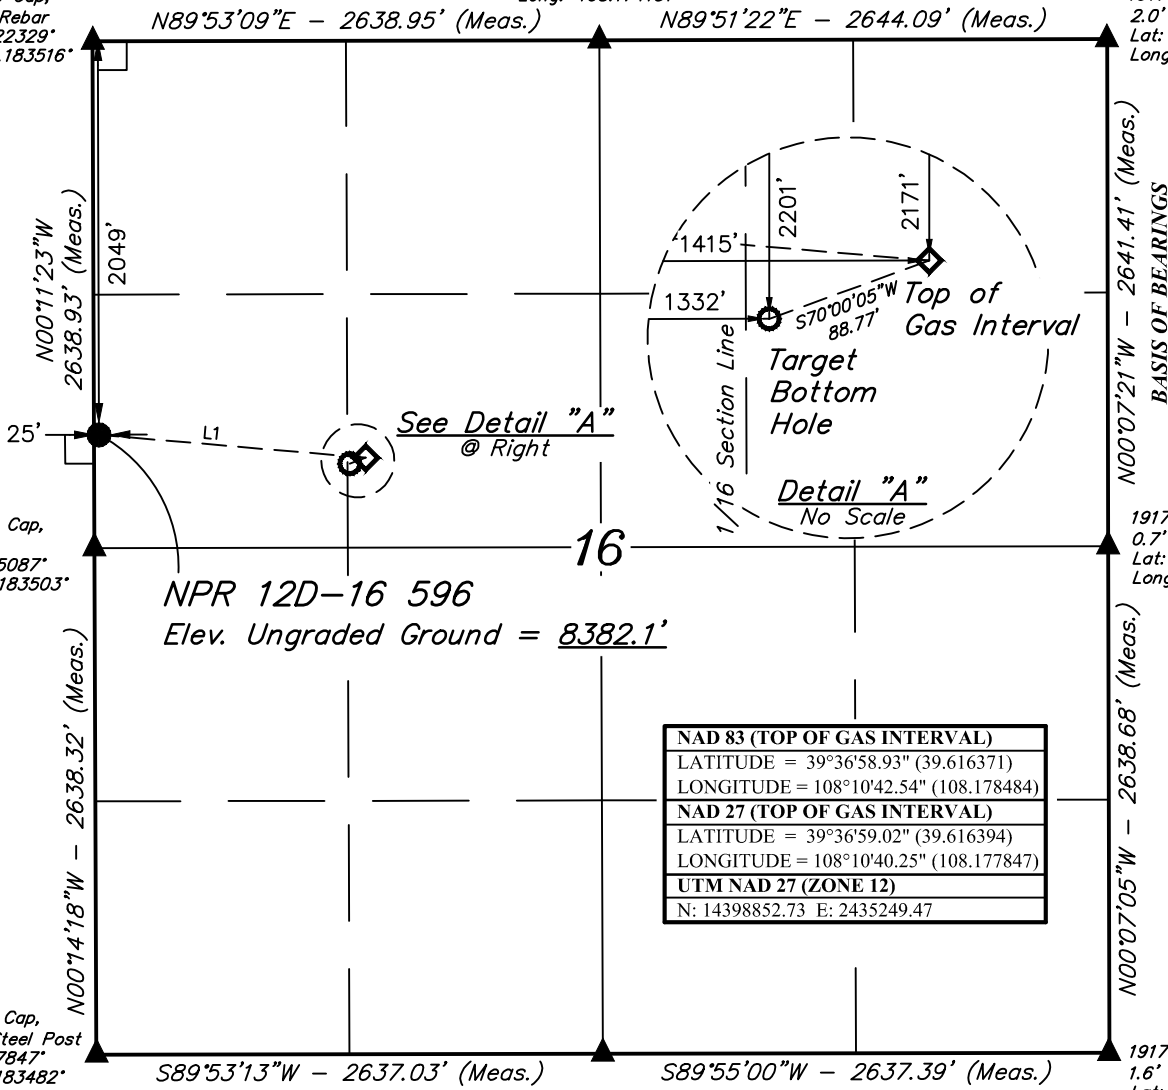 Rebar
22329°
.183516°
N89°53'09"E - 2638.95' (Meas.)
N89°51'22"E - 2644.09' (Meas.)
2.0'
Lat:
Long
N00°11'23"W
2638.93' (Meas.)
2049'
25'
L1
See Detail "A"
@ Right
2201'
2171'
1415'
1332'
S70°00'05"W
88.77'
Top of
Gas Interval
Target
Bottom
Hole
1/16 Section Line
Detail "A"
No Scale
N00°07'21"W - 2641.41' (Meas.)
BASIS OF BEARINGS
Cap,
5087°
183503°
16
1917
0.7'
Lat:
Long
NPR 12D-16 596
Elev. Ungraded Ground = 8382.1'
N00°14'18"W - 2638.32' (Meas.)
N00°07'05"W - 2638.68' (Meas.)
NAD 83 (TOP OF GAS INTERVAL)
LATITUDE = 39°36'58.93" (39.616371)
LONGITUDE = 108°10'42.54" (108.178484)
NAD 27 (TOP OF GAS INTERVAL)
LATITUDE = 39°36'59.02" (39.616394)
LONGITUDE = 108°10'40.25" (108.177847)
UTM NAD 27 (ZONE 12)
N: 14398852.73 E: 2435249.47
Cap,
Steel Post
7847°
183482°
S89°53'13"W - 2637.03' (Meas.)
S89°55'00"W - 2637.39' (Meas.)
1917
1.6'